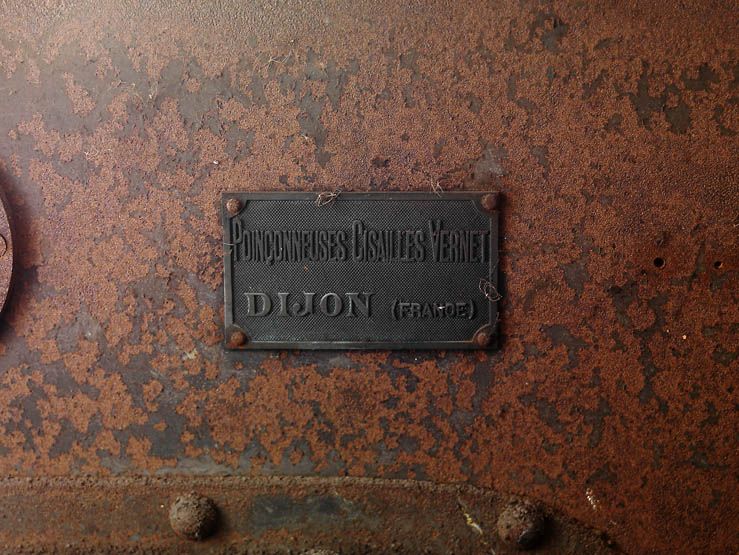 POINÇONNEUSES CISAILLES VERNET
DIJON (FRANCE)